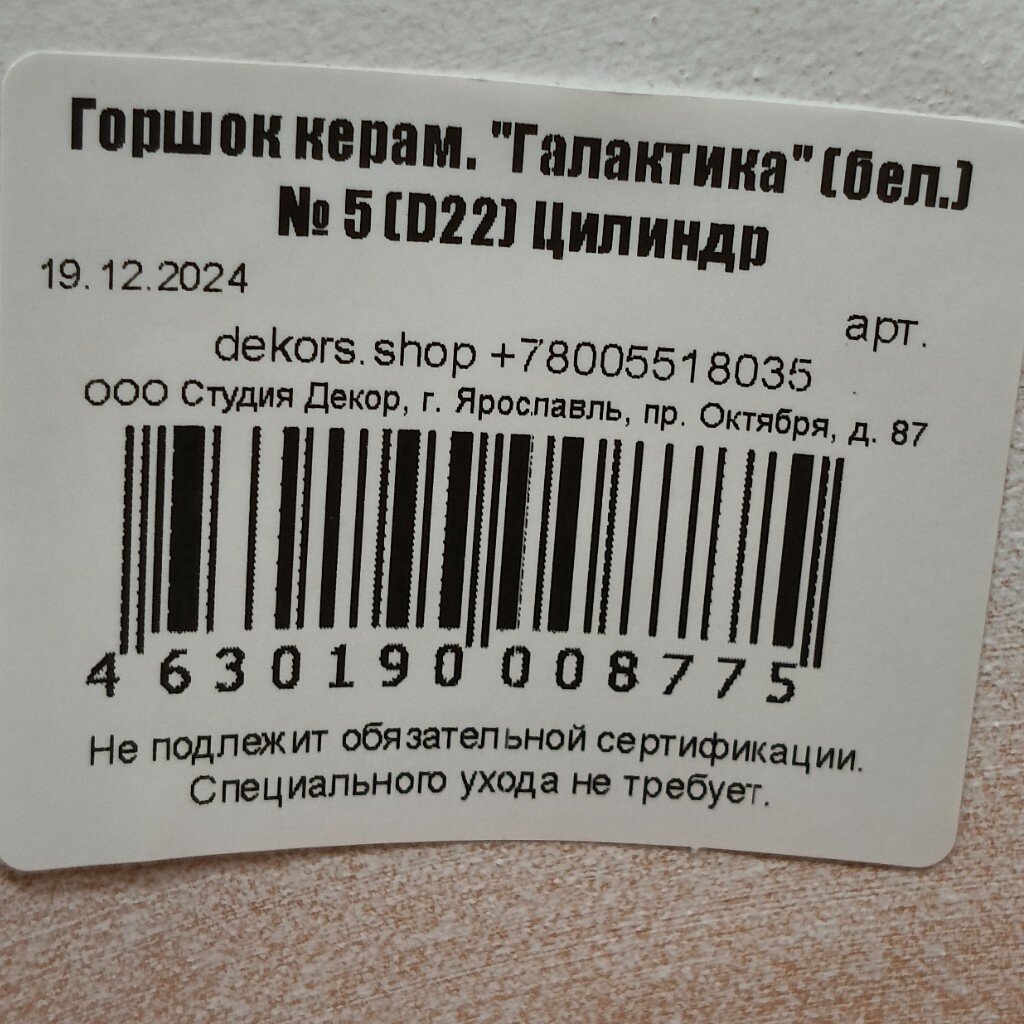 Горшок керам. "Галактика" (бел.)
№ 5 (D22) Цилиндр
19.12.2024
арт.
dekors.shop +78005518035
ООО Студия Декор, г. Ярославль, пр. Октября, д. 87
4 630190 008775
Не подлежит обязательной сертификации.
Специального ухода не требует.